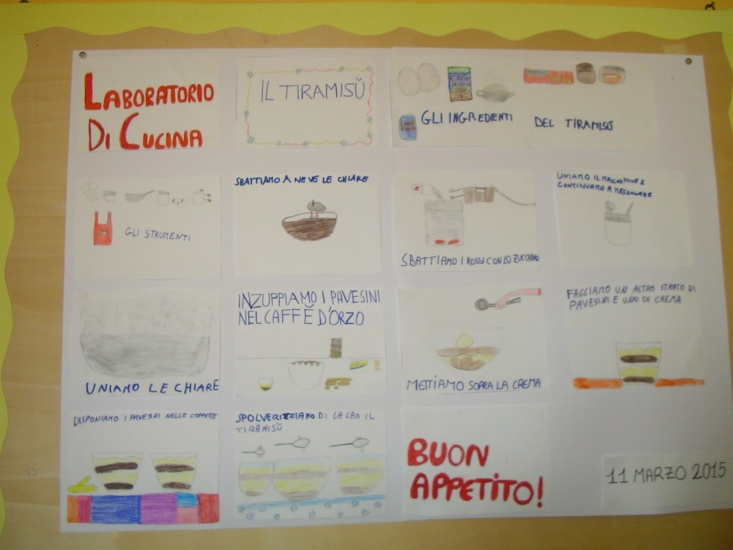 LABORATORIO
DI CUCINA
IL TIRAMISÙ
GLI INGREDIENTI DEL TIRAMISÙ
GLI STRUMENTI
SBATTIAMO A NEVE LE CHIARE
SBATTIAMO I ROSSI CON LO ZUCCHERO
UNIAMO IL MASCARPONE E
CONTINUIAMO A MESCOLARE
UNIAMO LE CHIARE
INZUPPIAMO I PAVESINI
NEL CAFFÈ D'ORZO
METTIAMO SOPRA LA CREMA
FACCIAMO UN ALTRO STRATO DI
PAVESINI E UNO DI CREMA
DISPONIAMO I PAVESINI NELLE COPPETTE
SPOLVERIZZIAMO DI CACAO IL
TIRAMISÙ
BUON
APPETITO!
11 MARZO 2015